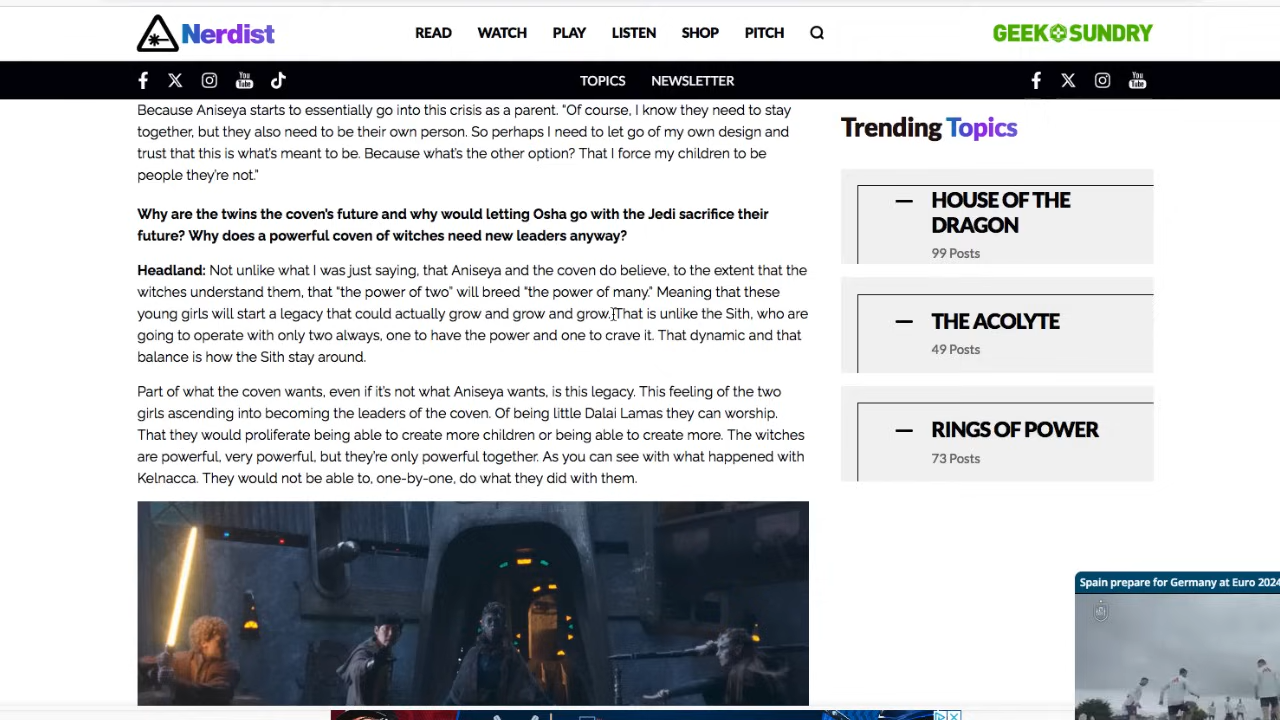 Nerdist
READ WATCH PLAY LISTEN SHOP PITCH
GEEK SUNDRY
You Tube
TOPICS NEWSLETTER
You Tube
Because Aniseya starts to essentially go into this crisis as a parent. “Of course, I know they need to stay
together, but they also need to be their own person. So perhaps I need to let go of my own design and
trust that this is what’s meant to be. Because what’s the other option? That I force my children to be
people they’re not.”
Why are the twins the coven’s future and why would letting Osha go with the Jedi sacrifice their
future? Why does a powerful coven of witches need new leaders anyway?
Headland: Not unlike what I was just saying, that Aniseya and the coven do believe, to the extent that the
witches understand them, that “the power of two” will breed “the power of many.” Meaning that these
young girls will start a legacy that could actually grow and grow and grow. That is unlike the Sith, who are
going to operate with only two always, one to have the power and one to crave it. That dynamic and that
balance is how the Sith stay around.
Part of what the coven wants, even if it’s not what Aniseya wants, is this legacy. This feeling of the two
girls ascending into becoming the leaders of the coven. Of being little Dalai Lamas they can worship.
That they would proliferate being able to create more children or being able to create more. The witches
are powerful, very powerful, but they’re only powerful together. As you can see with what happened with
Kelnacca. They would not be able to, one-by-one, do what they did with them.
Trending Topics
HOUSE OF THE
DRAGON
99 Posts
THE ACOLYTE
49 Posts
RINGS OF POWER
73 Posts
Spain prepare for Germany at Euro 2024